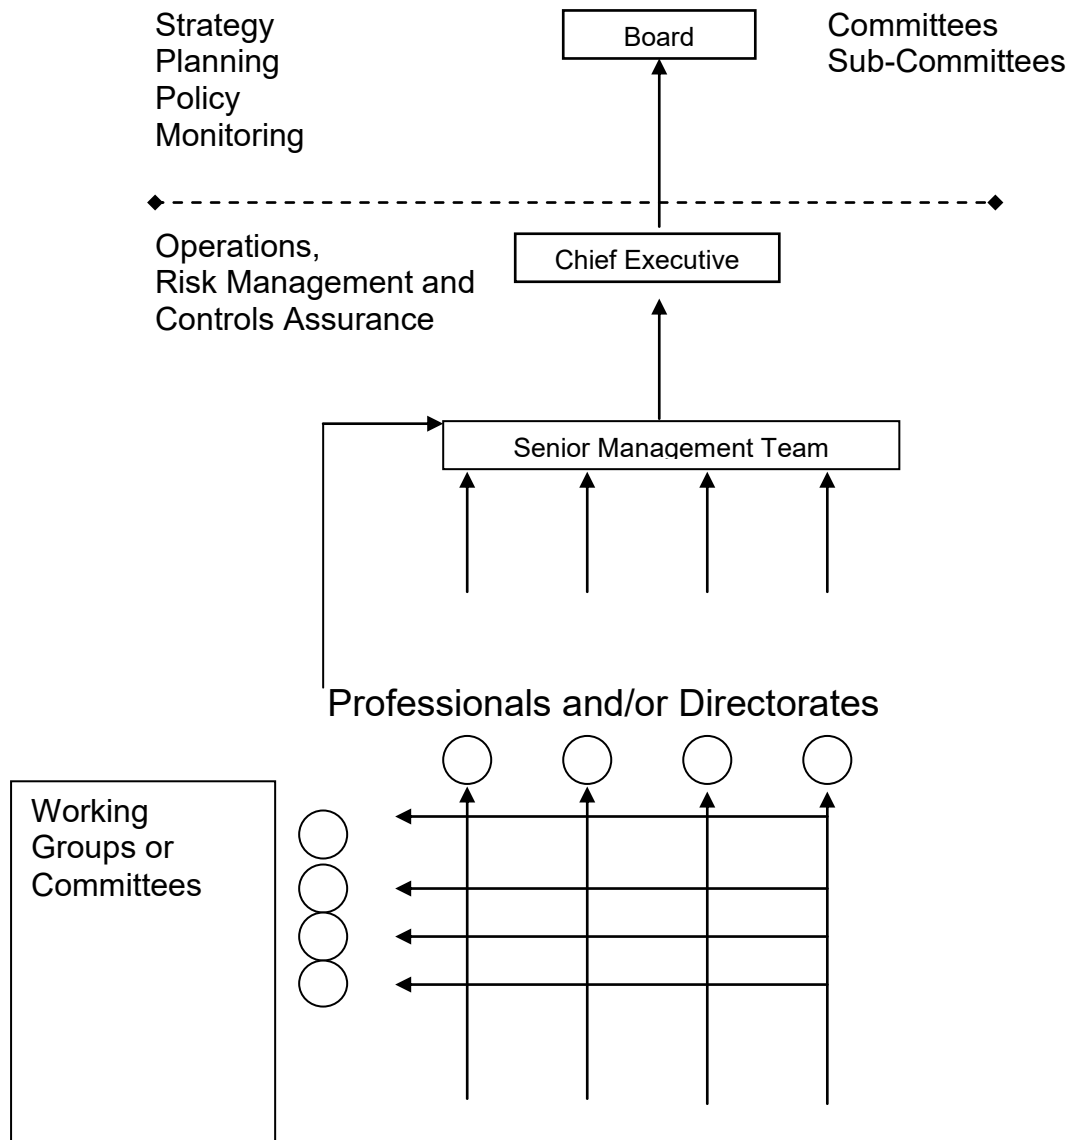 Strategy
Planning
Policy
Monitoring
Board
Committees
Sub-Committees
Operations,
Risk Management and
Controls Assurance
Chief Executive
Senior Management Team
Professionals and/or Directorates
Working
Groups or
Committees